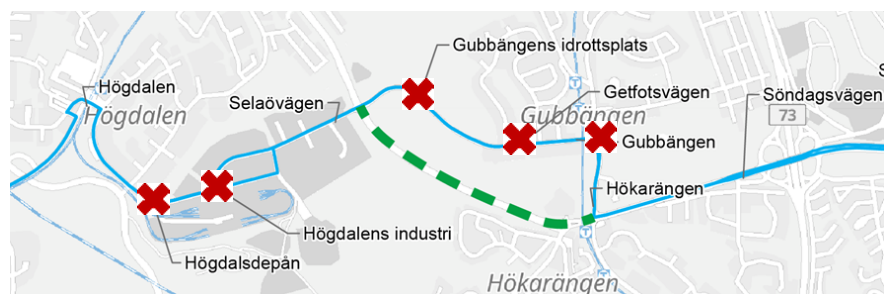 Gubbängens idrottsplats
Högdalen
Högdalen
Selaövägen
Getfotsvägen
Gubbängen
Söndagsvägen
S
73
Gubbängen
Hökarängen
Högdalens industri
Högdalsdepån
Hökarängen